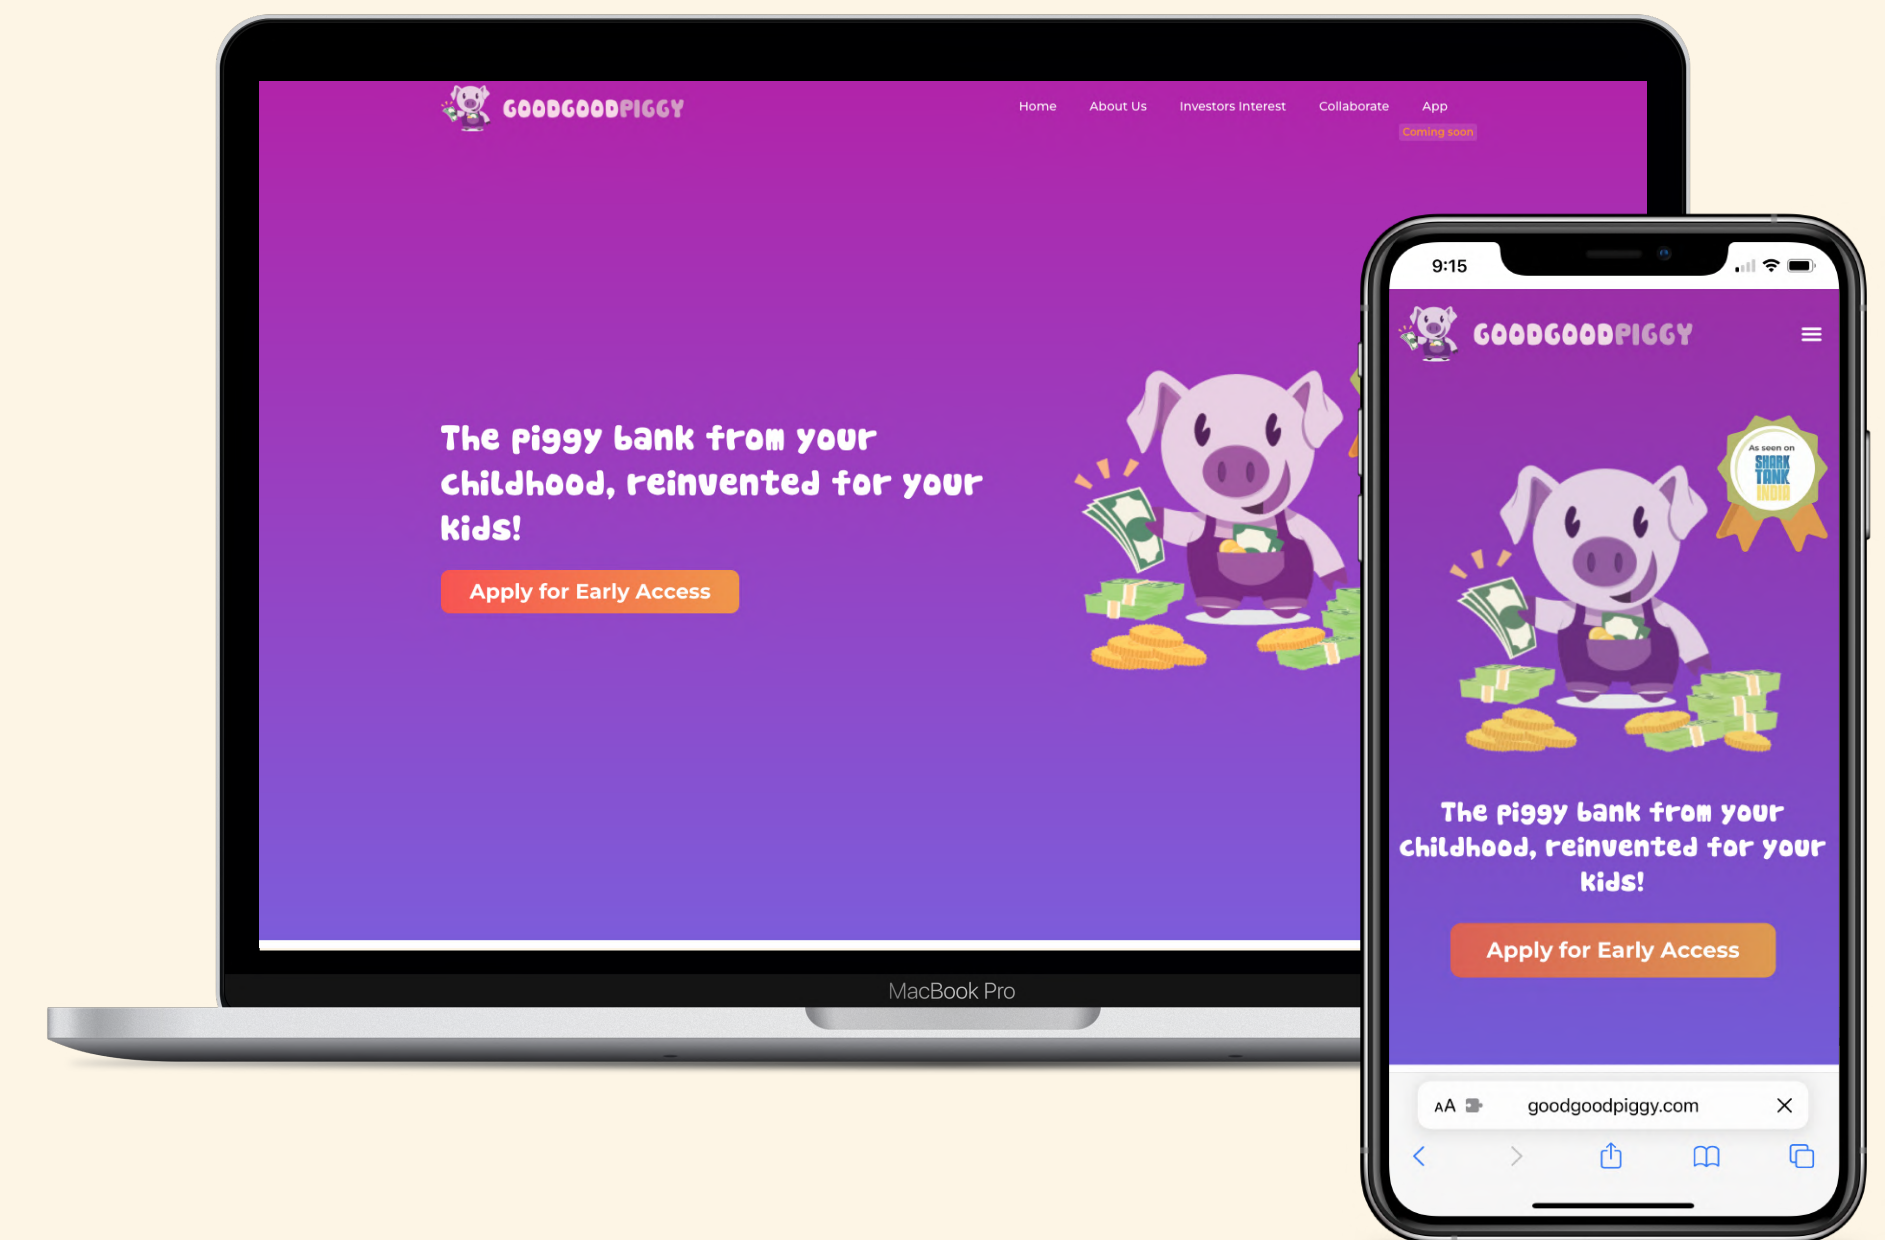 GOODGOODPIGGY
Home About Us Investors Interest Collaborate App
Coming soon
The piggy bank from your
childhood, reinvented for your
kids!
Apply for Early Access
MacBook Pro
9:15
GOODGOODPIGGY
As seen on
SHARK
TANK
INDIA
The piggy bank from your
childhood, reinvented for your
kids!
Apply for Early Access
AA goodgoodpiggy.com